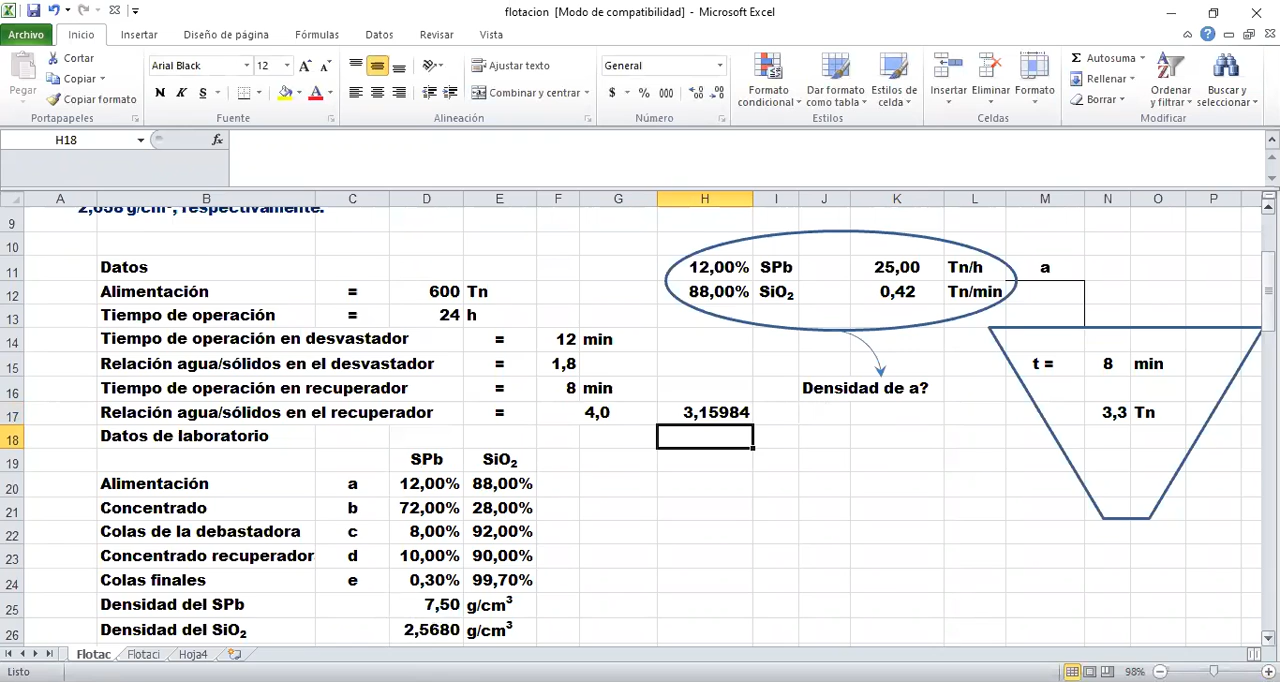 flotacion [Modo de compatibilidad] - Microsoft Excel
Archivo Inicio Insertar Diseño de página Fórmulas Datos Revisar Vista
Pegar
Cortar
Copiar
Copiar formato
Portapapeles
Arial Black 12 A A
N K S A
Fuente
Ajustar texto
Combinar y centrar
Alineación
General
$ % 000
Número
Formato condicional
Dar formato como tabla
Estilos de celda
Estilos
Insertar Eliminar Formato
Celdas
Σ Autosuma
Rellenar
Borrar
Ordenar y filtrar
Buscar y seleccionar
Modificar
H18 fx
A B C D E F G H I J K L M N O P
9 2,658 g/cm³, respectivamente.
10
11 Datos 12,00% SPb 25,00 Tn/h a
12 Alimentación = 600 Tn 88,00% SiO₂ 0,42 Tn/min
13 Tiempo de operación = 24 h
14 Tiempo de operación en desvastador = 12 min
15 Relación agua/sólidos en el desvastador = 1,8 t = 8 min
16 Tiempo de operación en recuperador = 8 min Densidad de a?
17 Relación agua/sólidos en el recuperador = 4,0 3,15984 3,3 Tn
18 Datos de laboratorio
19 SPb SiO₂
20 Alimentación a 12,00% 88,00%
21 Concentrado b 72,00% 28,00%
22 Colas de la debastadora c 8,00% 92,00%
23 Concentrado recuperador d 10,00% 90,00%
24 Colas finales e 0,30% 99,70%
25 Densidad del SPb 7,50 g/cm³
26 Densidad del SiO₂ 2,5680 g/cm³
Flotac Flotaci Hoja4
Listo 98%